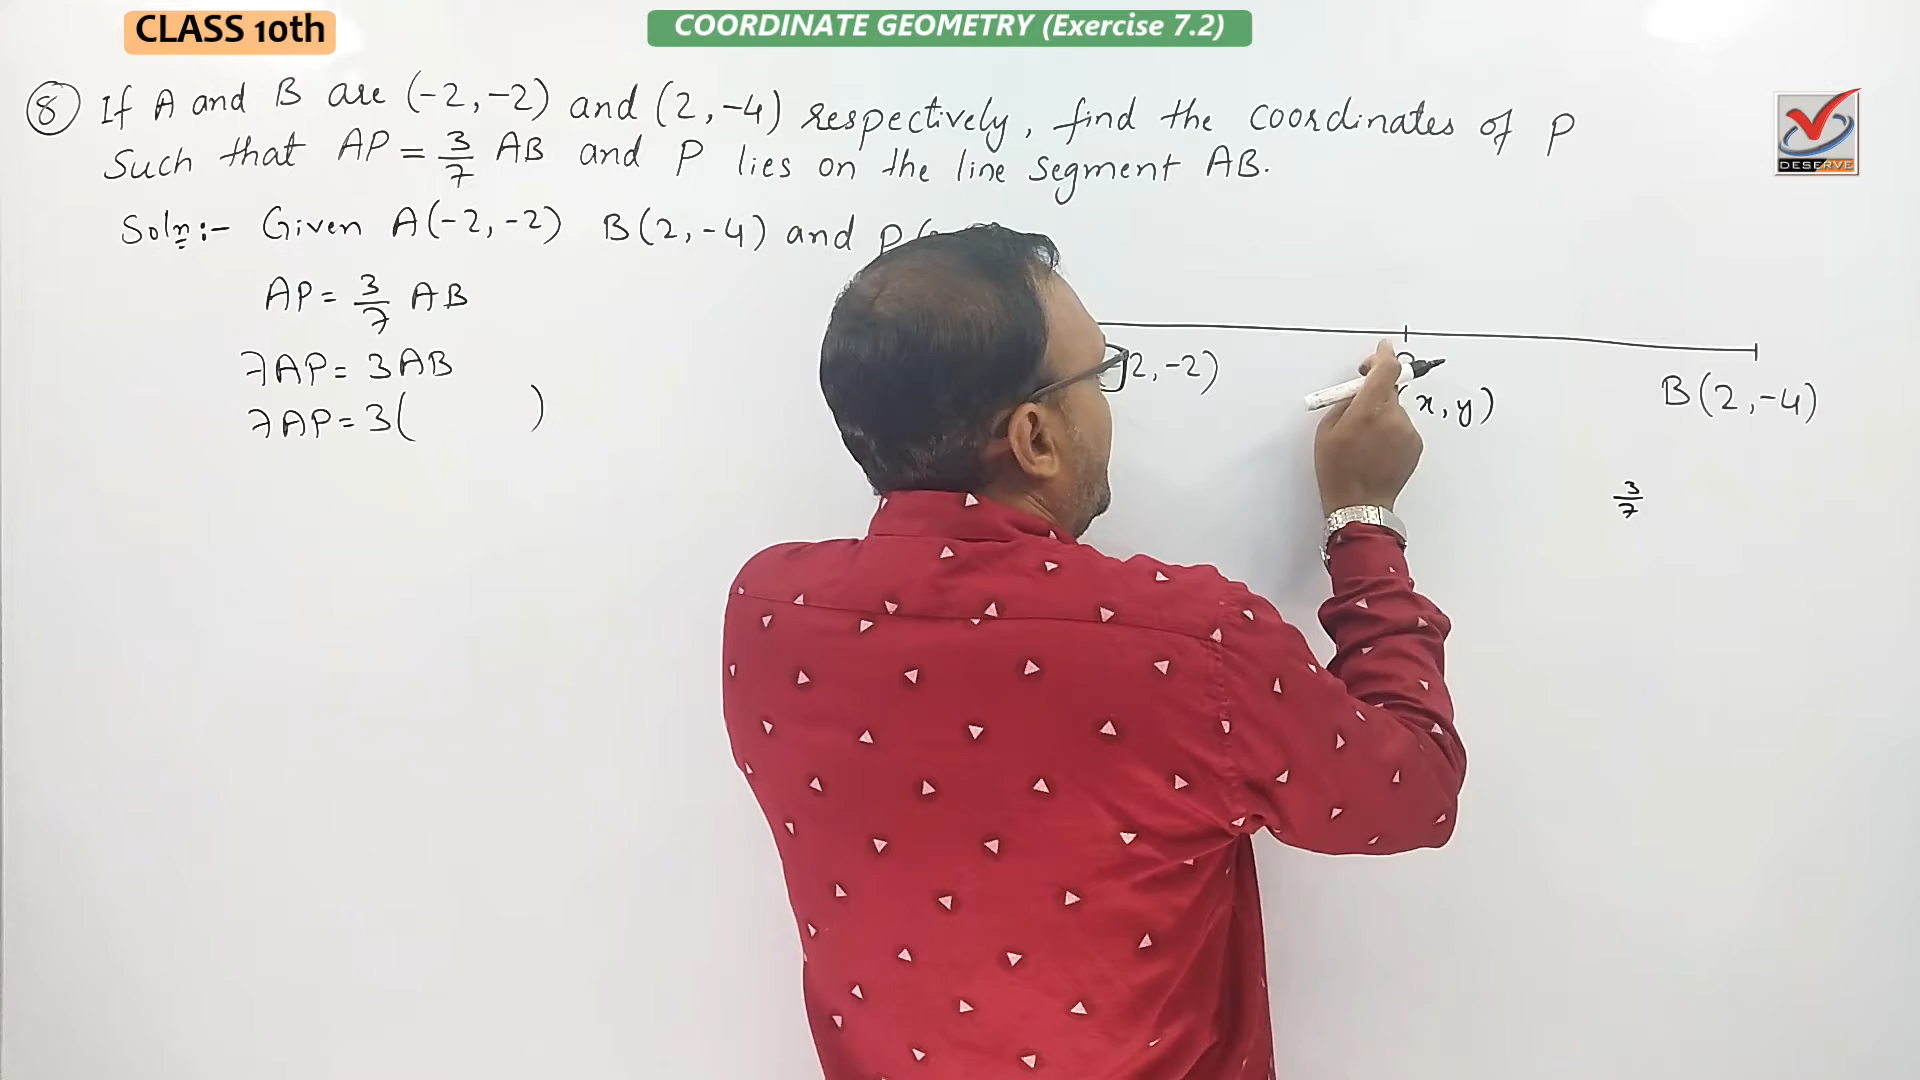 CLASS 10th
COORDINATE GEOMETRY (Exercise 7.2)
DESERVE
8 If A and B are (-2, -2) and (2, -4) respectively, find the coordinates of P
Such that AP = 3/7 AB and P lies on the line segment AB.
Soln:- Given A(-2, -2) B(2, -4) and P(
AP = 3/7 AB
7AP = 3AB
7AP = 3( )
2, -2)
(x, y)
B(2, -4)
3/7